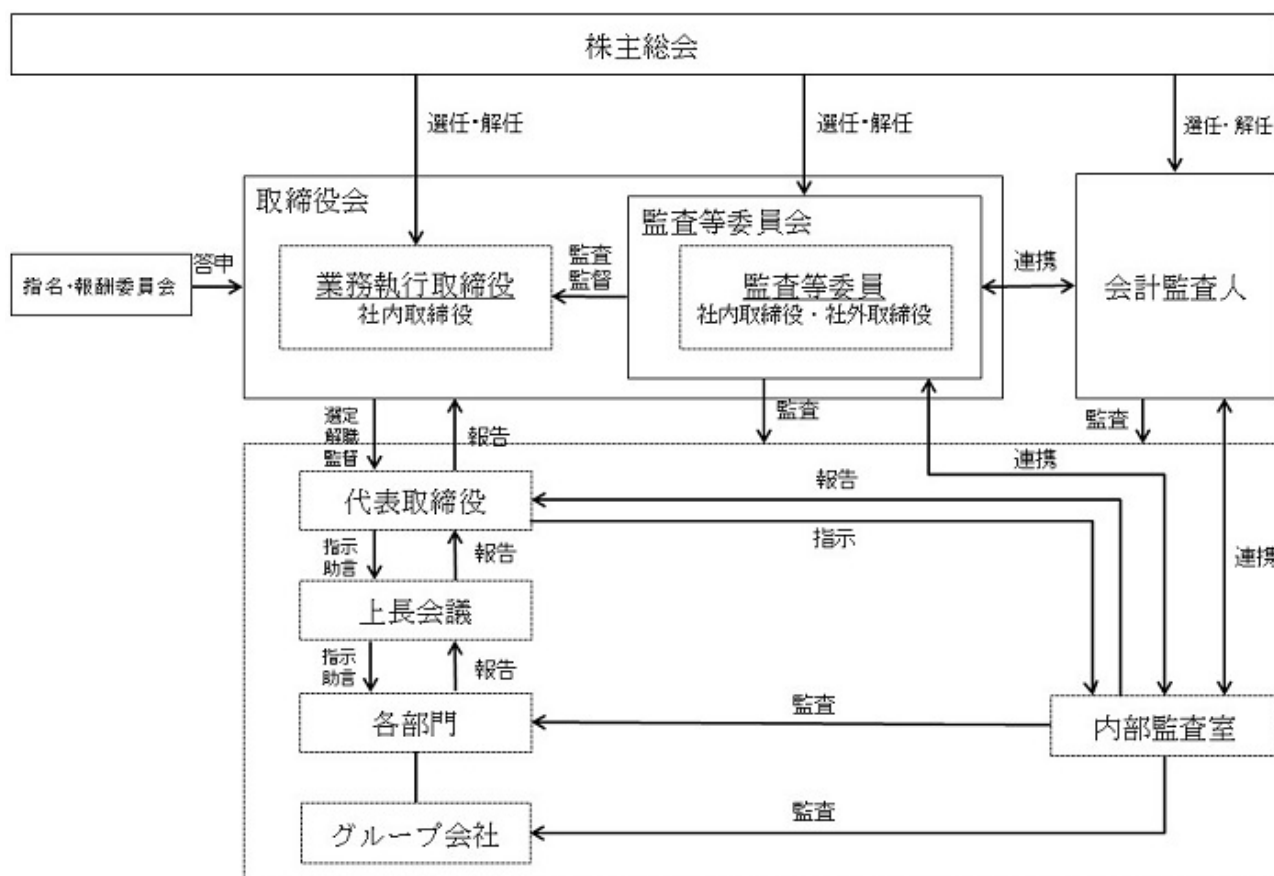 株主総会
選任・解任
選任・解任
選任・解任
取締役会
監査等委員会
指名・報酬委員会
答申
業務執行取締役
社内取締役
監査
監督
監査等委員
社内取締役・社外取締役
連携
会計監査人
選定
解職
監督
報告
監査
監査
連携
代表取締役
報告
指示
指示
助言
報告
連携
上長会議
指示
助言
報告
各部門
監査
内部監査室
グループ会社
監査